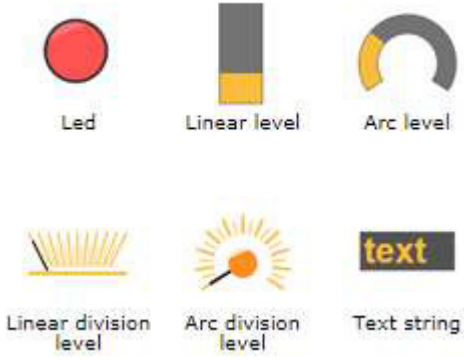 Led
Linear level
Arc level
text
Linear division
level
Arc division
level
Text string